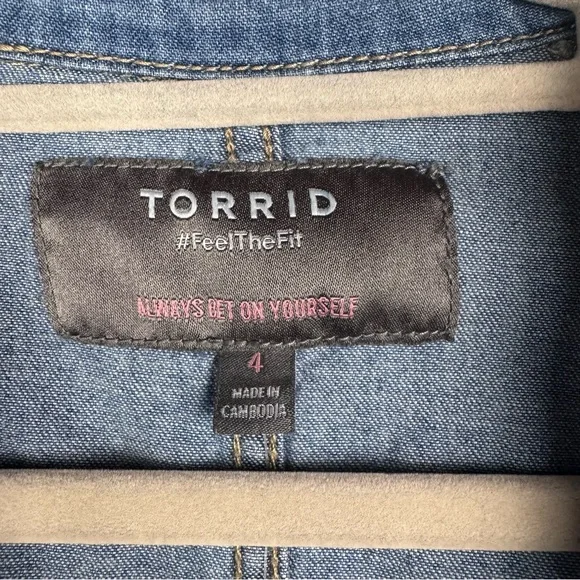 TORRID
#FeelTheFit
ALWAYS BET ON YOURSELF
4
MADE IN
CAMBODIA